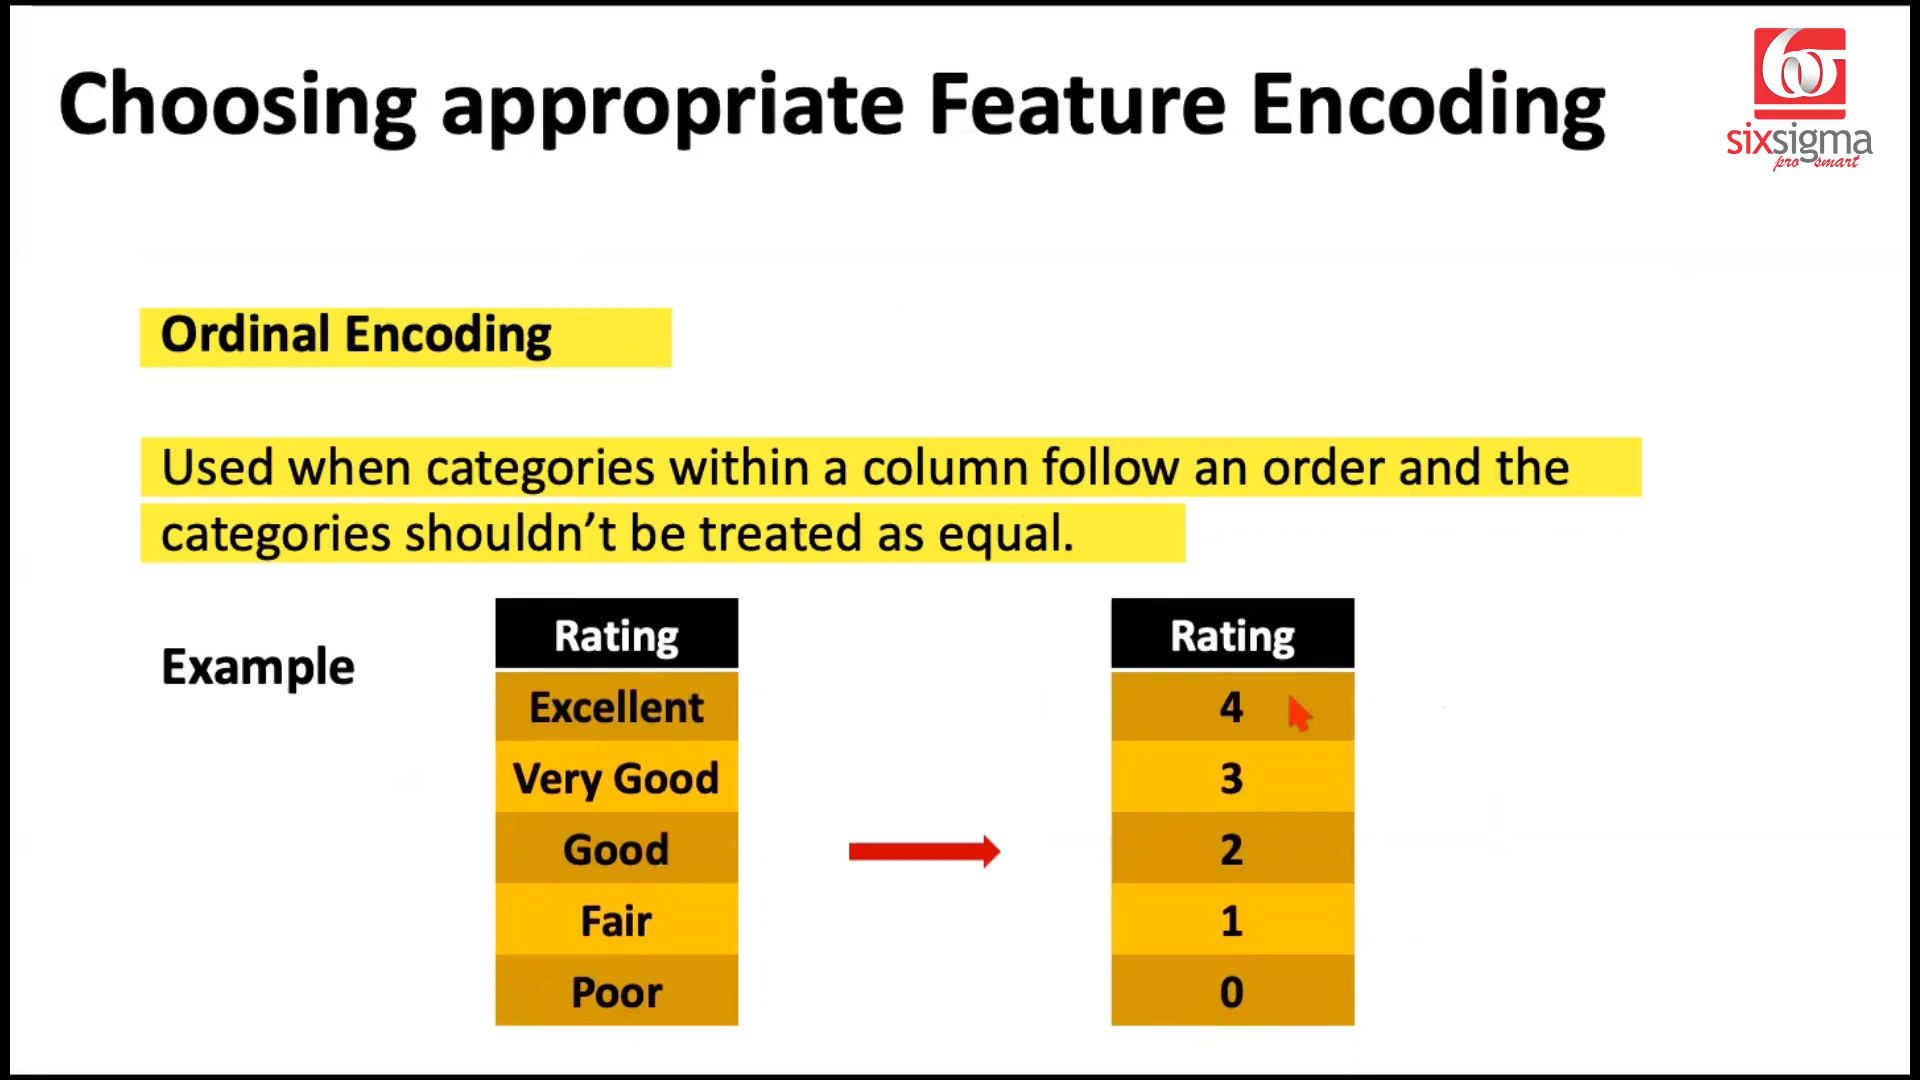 Choosing appropriate Feature Encoding
sixsigma
pro smart
Ordinal Encoding
Used when categories within a column follow an order and the
categories shouldn’t be treated as equal.
Example
Rating
Excellent
Very Good
Good
Fair
Poor
Rating
4
3
2
1
0